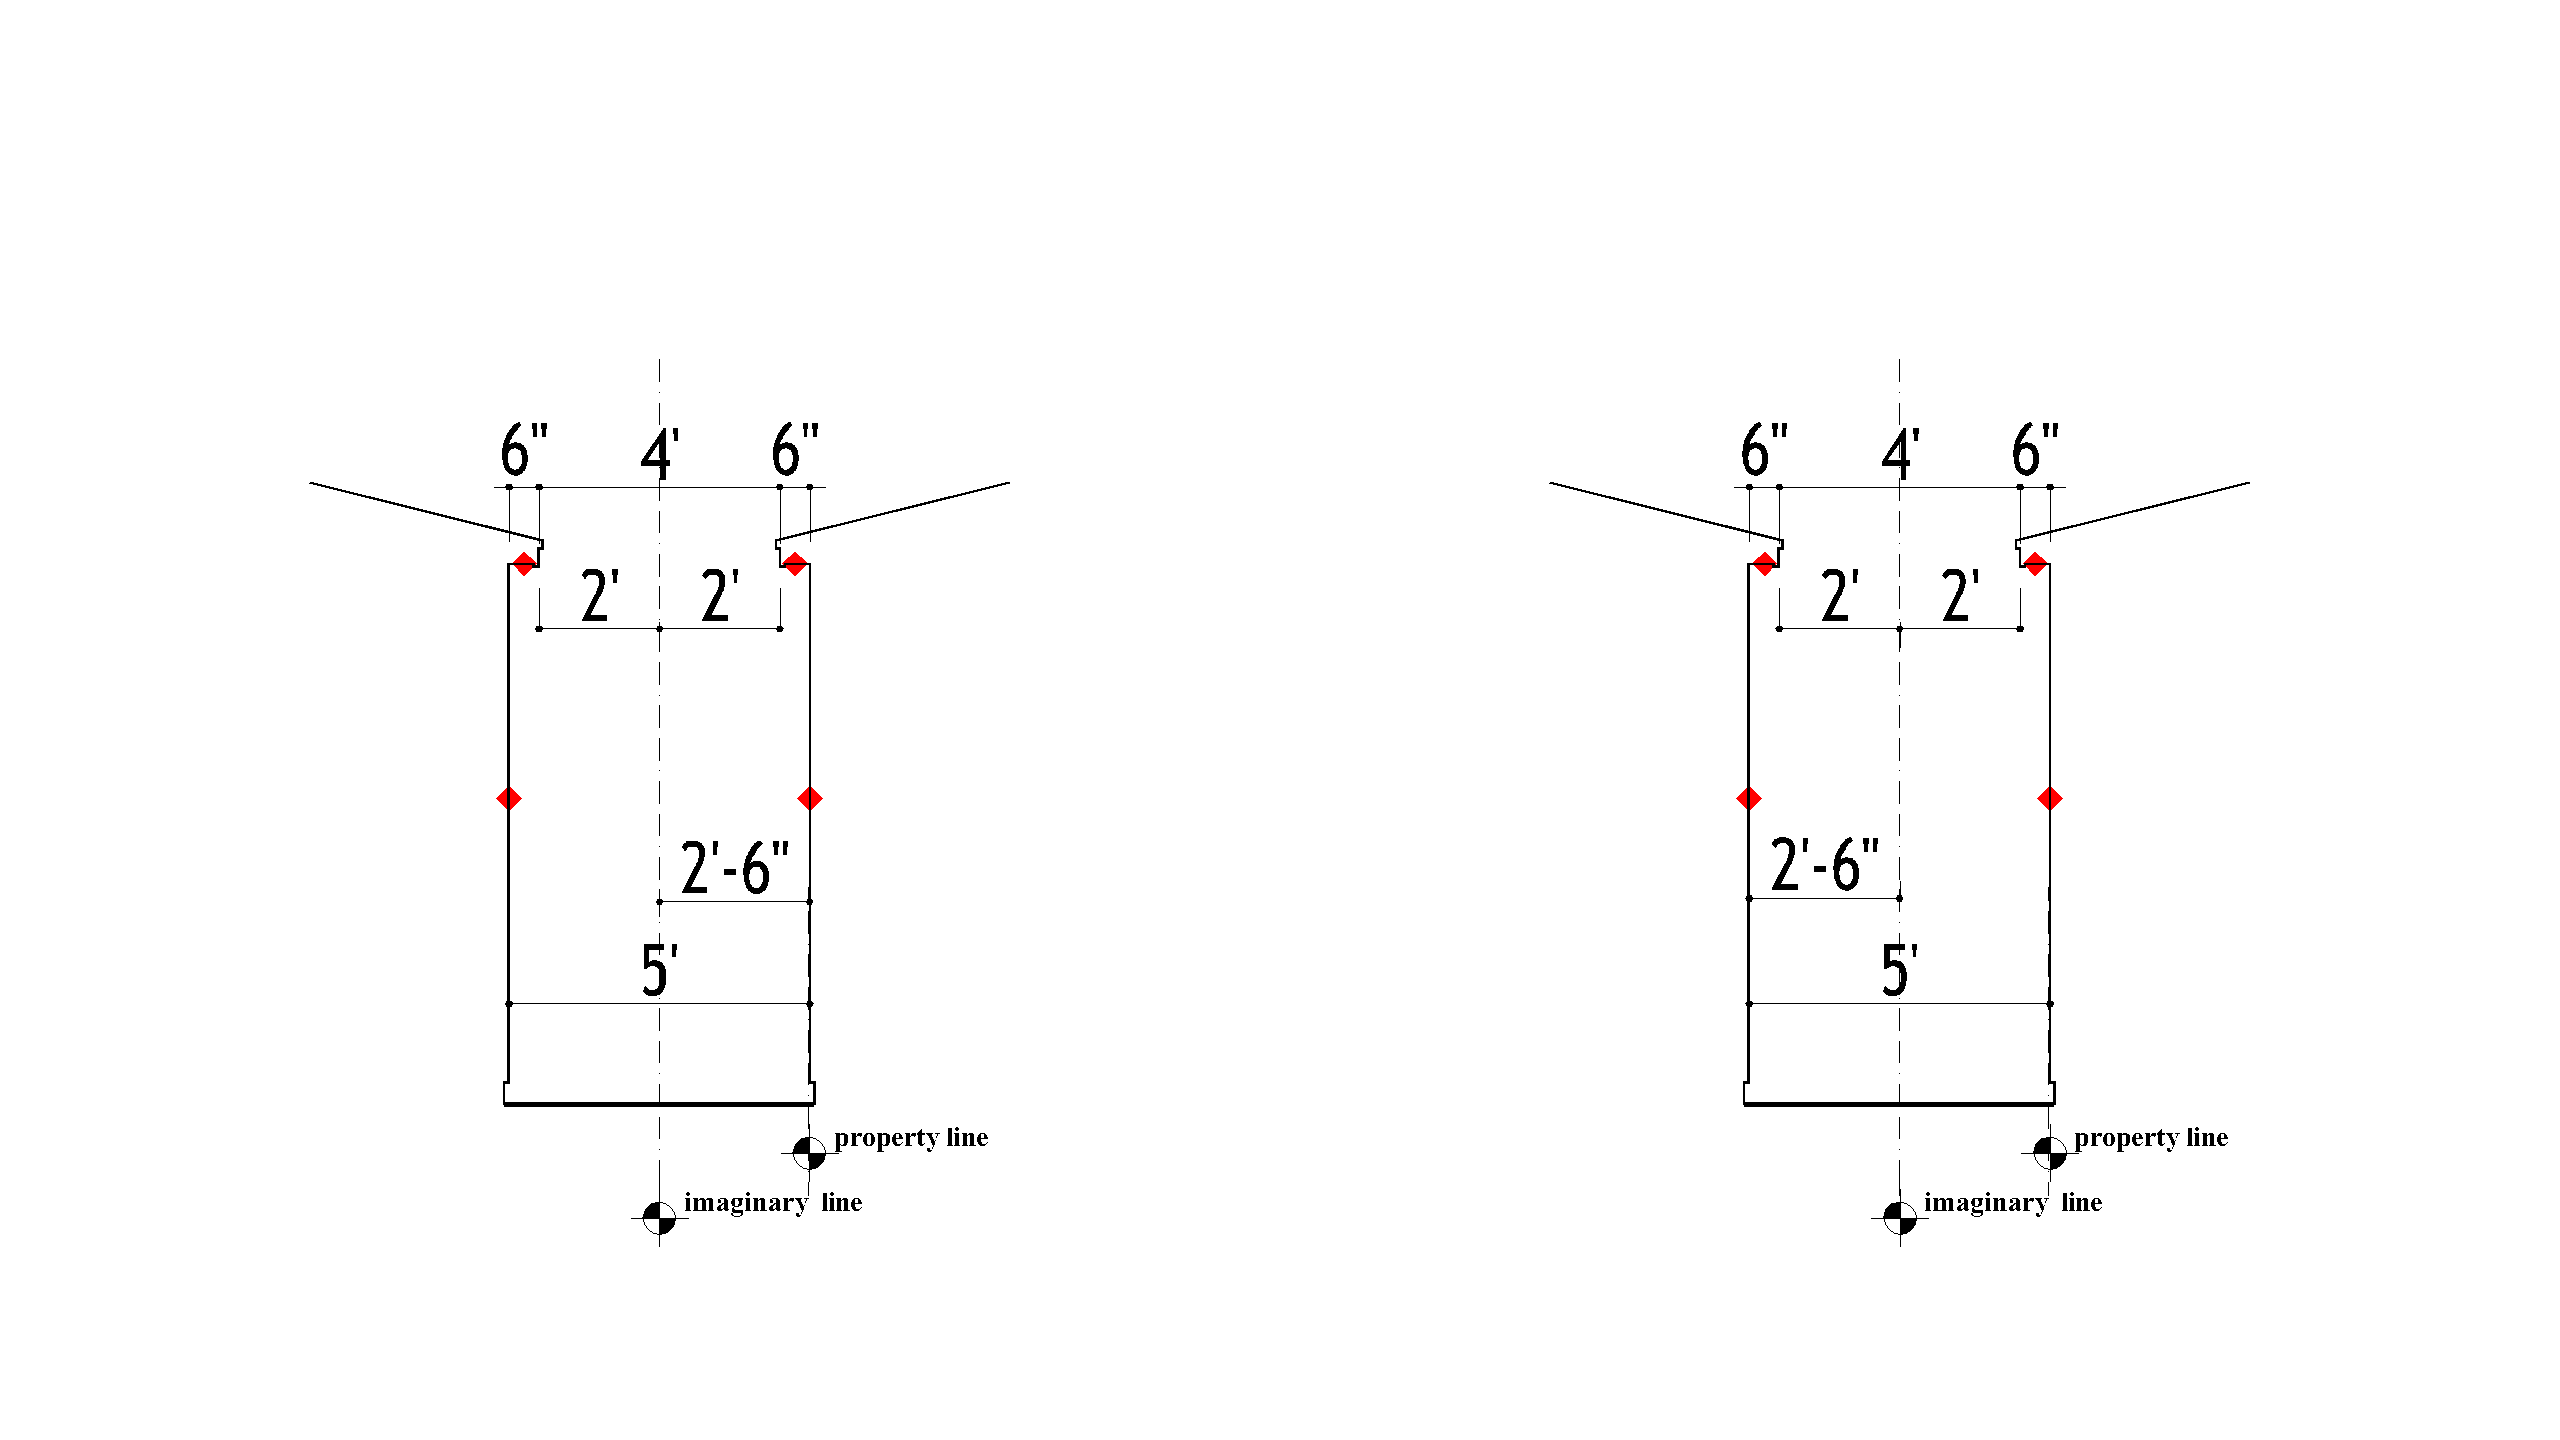 6" 4' 6"
2' 2'
2'-6"
5'
property line
imaginary line
6" 4' 6"
2' 2'
2'-6"
5'
property line
imaginary line